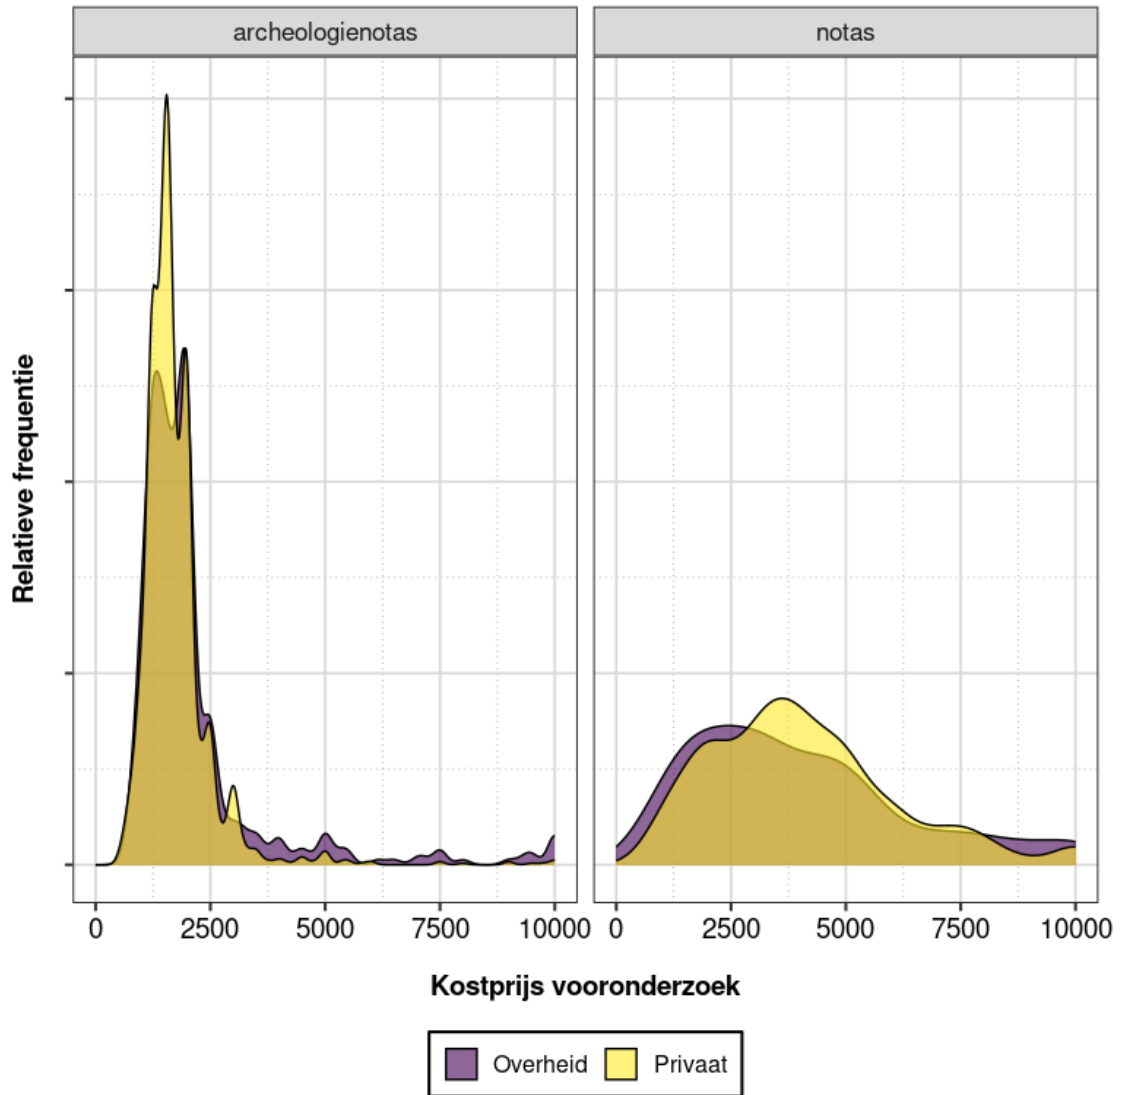 archeologienotas
notas
Relatieve frequentie
0 2500 5000 7500 10000 0 2500 5000 7500 10000
Kostprijs vooronderzoek
Overheid Privaat